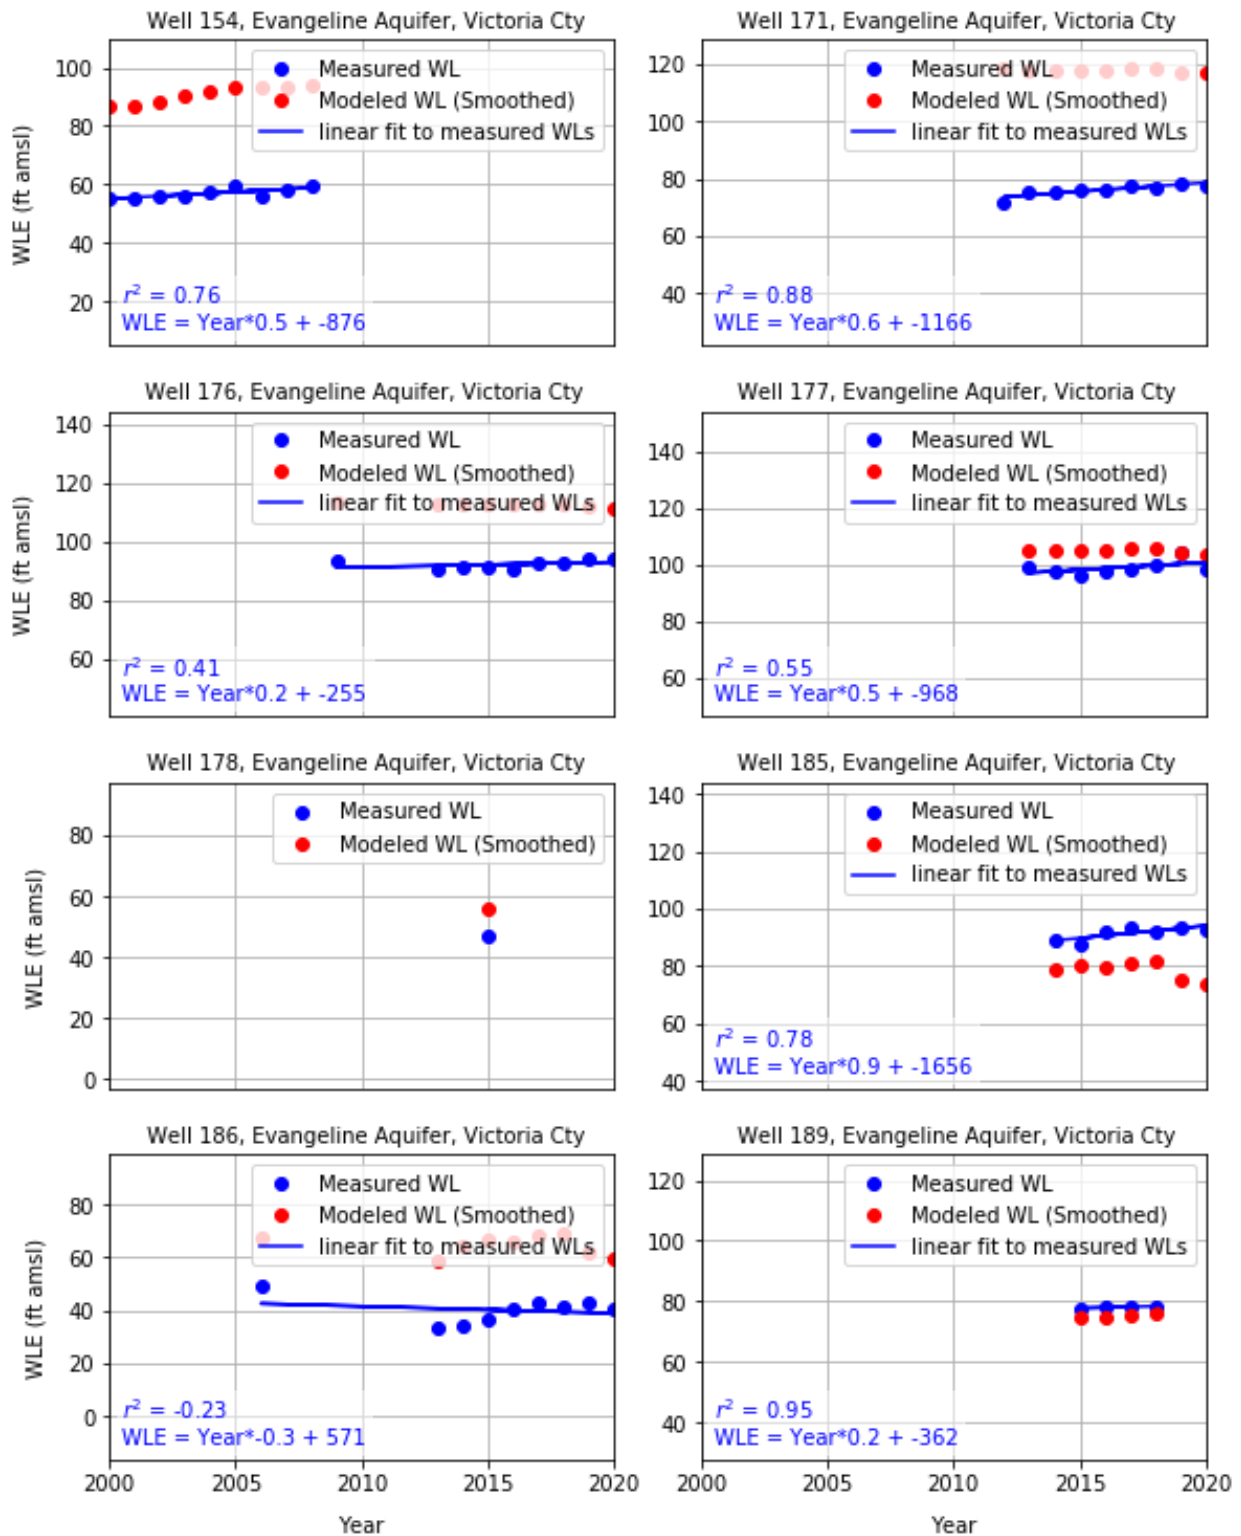 Well 154, Evangeline Aquifer, Victoria Cty
WLE (ft amsl)
100
80
60
40
20
Measured WL
Modeled WL (Smoothed)
linear fit to measured WLs
r² = 0.76
WLE = Year*0.5 + -876
Well 171, Evangeline Aquifer, Victoria Cty
120
100
80
60
40
Measured WL
Modeled WL (Smoothed)
linear fit to measured WLs
r² = 0.88
WLE = Year*0.6 + -1166
Well 176, Evangeline Aquifer, Victoria Cty
WLE (ft amsl)
140
120
100
80
60
Measured WL
Modeled WL (Smoothed)
linear fit to measured WLs
r² = 0.41
WLE = Year*0.2 + -255
Well 177, Evangeline Aquifer, Victoria Cty
140
120
100
80
60
Measured WL
Modeled WL (Smoothed)
linear fit to measured WLs
r² = 0.55
WLE = Year*0.5 + -968
Well 178, Evangeline Aquifer, Victoria Cty
WLE (ft amsl)
80
60
40
20
0
Measured WL
Modeled WL (Smoothed)
Well 185, Evangeline Aquifer, Victoria Cty
140
120
100
80
60
40
Measured WL
Modeled WL (Smoothed)
linear fit to measured WLs
r² = 0.78
WLE = Year*0.9 + -1656
Well 186, Evangeline Aquifer, Victoria Cty
WLE (ft amsl)
80
60
40
20
0
Measured WL
Modeled WL (Smoothed)
linear fit to measured WLs
r² = -0.23
WLE = Year*-0.3 + 571
2000 2005 2010 2015 2020
Year
Well 189, Evangeline Aquifer, Victoria Cty
120
100
80
60
40
Measured WL
Modeled WL (Smoothed)
linear fit to measured WLs
r² = 0.95
WLE = Year*0.2 + -362
2000 2005 2010 2015 2020
Year